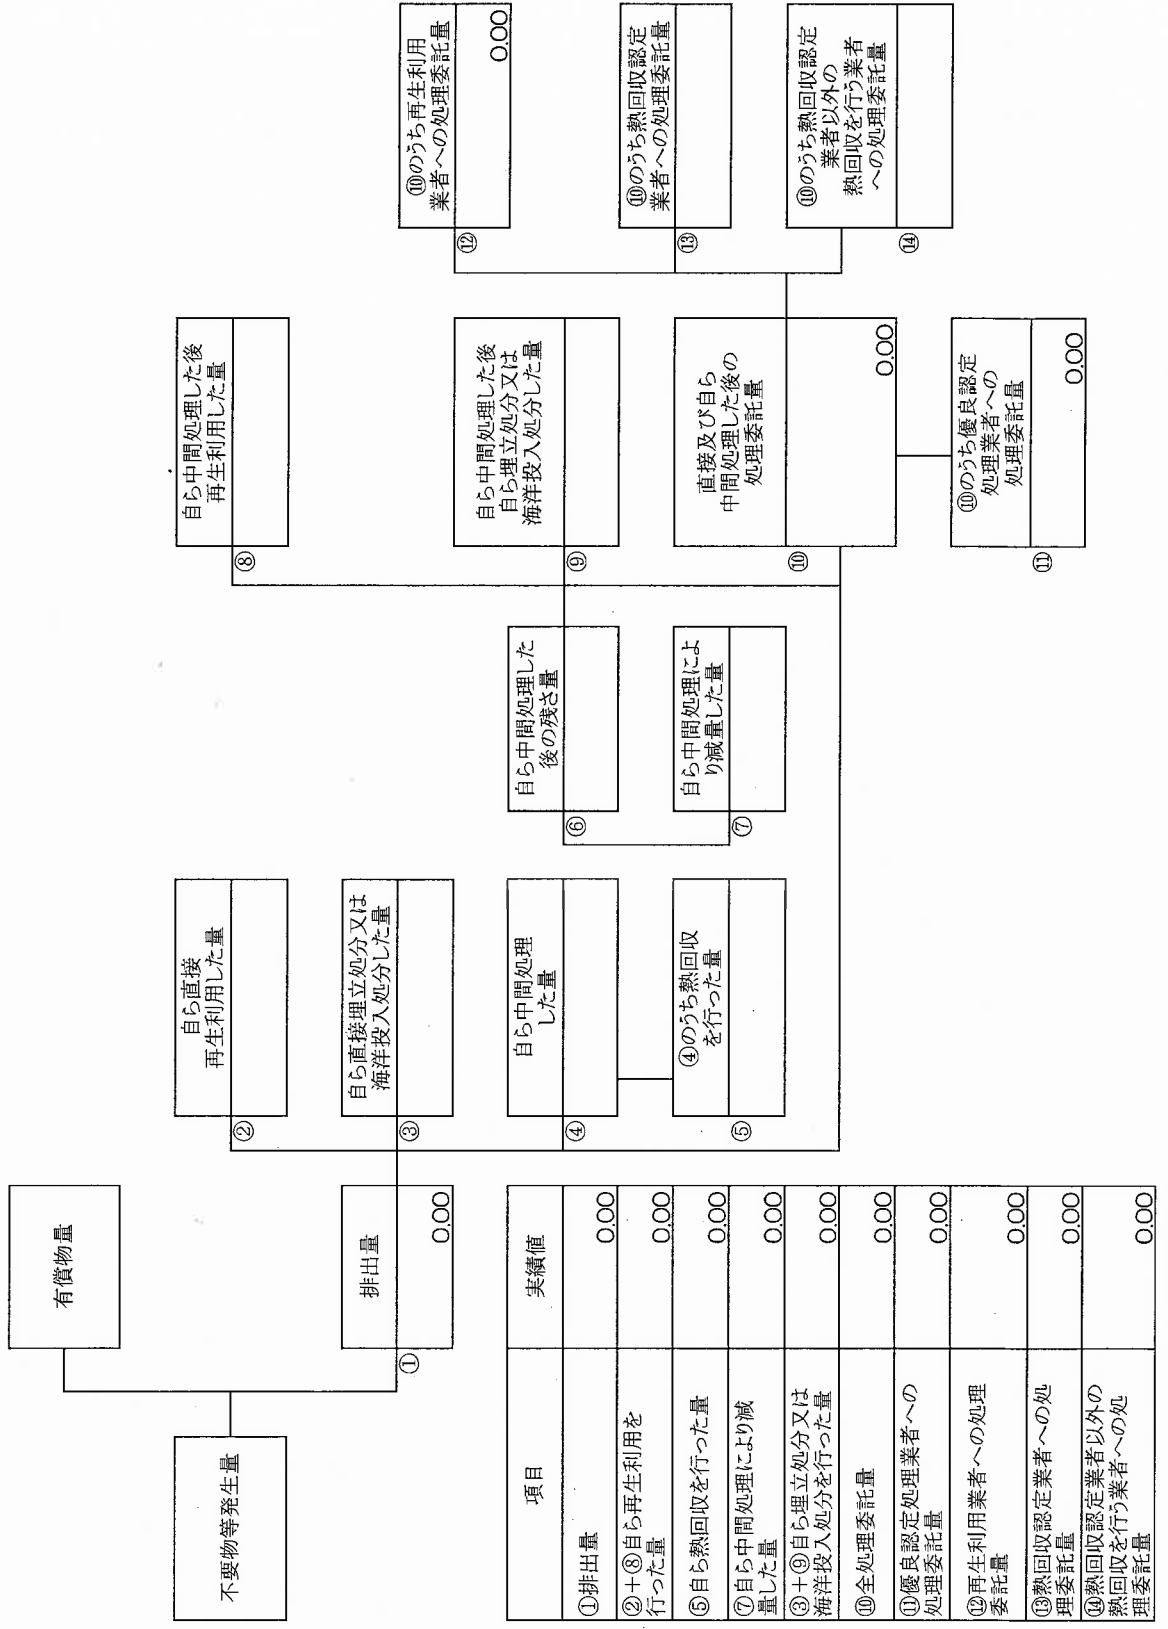 不要物等発生量
有償物量
排出量
①
0.00
自ら直接
再生利用した量
②
自ら直接埋立処分又は
海洋投入処分した量
③
自ら中間処理
した量
④
④のうち熱回収
を行った量
⑤
自ら中間処理した
後の残さ量
⑥
自ら中間処理によ
り減量した量
⑦
自ら中間処理した後
再生利用した量
⑧
自ら中間処理した後
自ら埋立処分又は
海洋投入処分した量
⑨
直接及び自ら
中間処理した後の
処理委託量
⑩
0.00
⑩のうち優良認定
処理業者への
処理委託量
⑪
0.00
⑩のうち再生利用
業者への処理委託量
⑫
0.00
⑩のうち熱回収認定
業者への処理委託量
⑬
⑩のうち熱回収認定
業者以外の
熱回収を行う業者
への処理委託量
⑭
項目 実績値
①排出量 0.00
②+⑧自ら再生利用を
行った量 0.00
⑤自ら熱回収を行った量 0.00
⑦自ら中間処理により減
量した量 0.00
③+⑨自ら埋立処分又は
海洋投入処分を行った量 0.00
⑩全処理委託量 0.00
⑪優良認定処理業者への
処理委託量 0.00
⑫再生利用業者への処理
委託量 0.00
⑬熱回収認定業者への処
理委託量 0.00
⑭熱回収認定業者以外の
熱回収を行う業者への処
理委託量 0.00